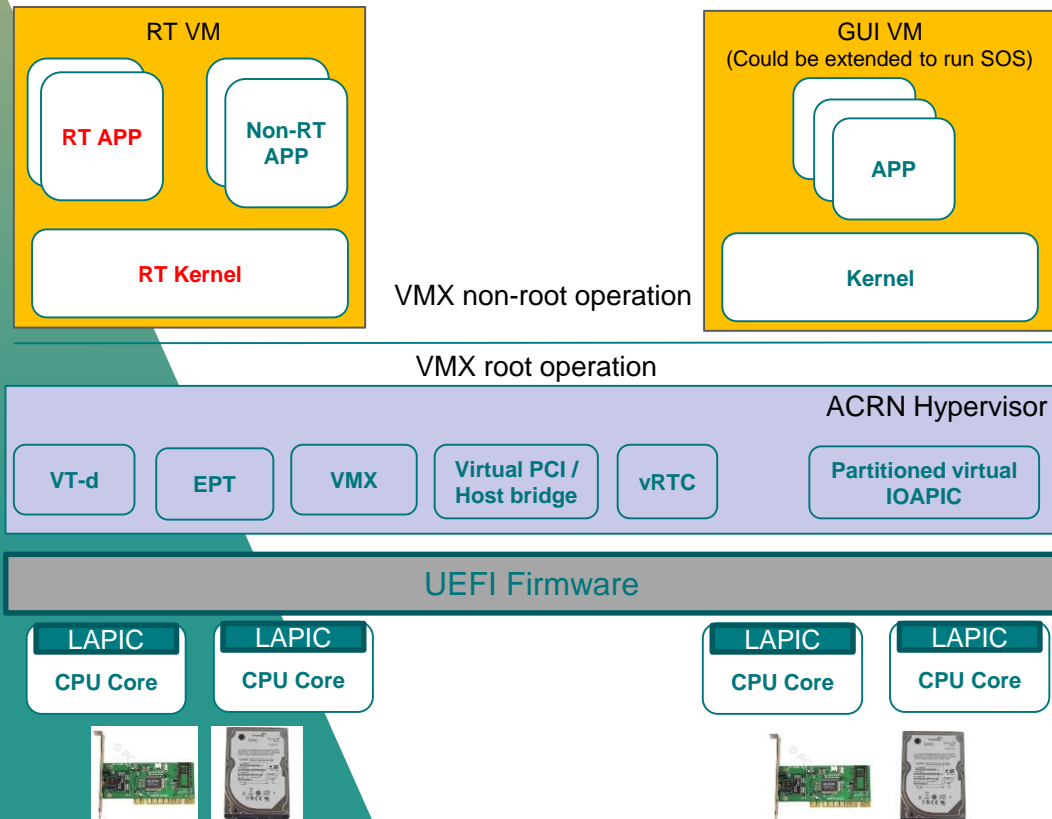 RT VM
GUI VM
(Could be extended to run SOS)
RT APP
Non-RT
APP
APP
RT Kernel
Kernel
VMX non-root operation
VMX root operation
ACRN Hypervisor
VT-d
EPT
VMX
Virtual PCI /
Host bridge
vRTC
Partitioned virtual
IOAPIC
UEFI Firmware
LAPIC
CPU Core
LAPIC
CPU Core
LAPIC
CPU Core
LAPIC
CPU Core